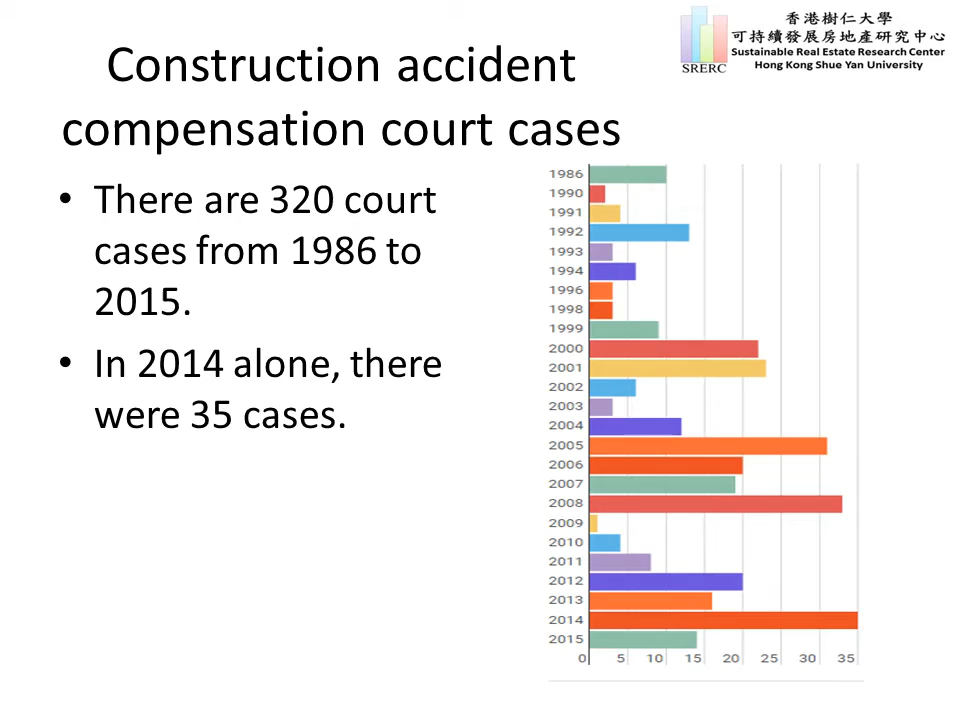 香港樹仁大學
可持續發展房地產研究中心
Sustainable Real Estate Research Center
Hong Kong Shue Yan University
SRERC
Construction accident
compensation court cases
• There are 320 court
cases from 1986 to
2015.
• In 2014 alone, there
were 35 cases.
1986
1990
1991
1992
1993
1994
1996
1998
1999
2000
2001
2002
2003
2004
2005
2006
2007
2008
2009
2010
2011
2012
2013
2014
2015
0 5 10 15 20 25 30 35